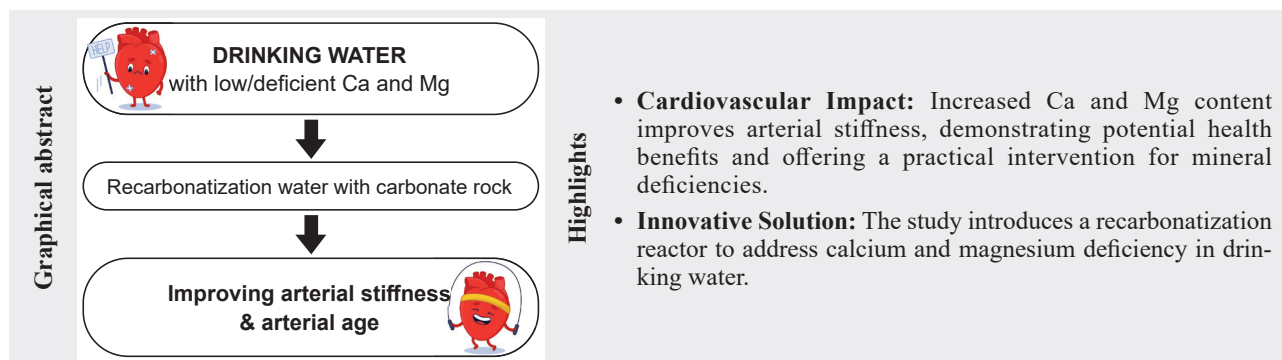 Graphical abstract
HELP
DRINKING WATER
with low/deficient Ca and Mg
Recarbonatization water with carbonate rock
Improving arterial stiffness
& arterial age
Highlights
• Cardiovascular Impact: Increased Ca and Mg content
improves arterial stiffness, demonstrating potential health
benefits and offering a practical intervention for mineral
deficiencies.
• Innovative Solution: The study introduces a recarbonatization
reactor to address calcium and magnesium deficiency in drin-
king water.